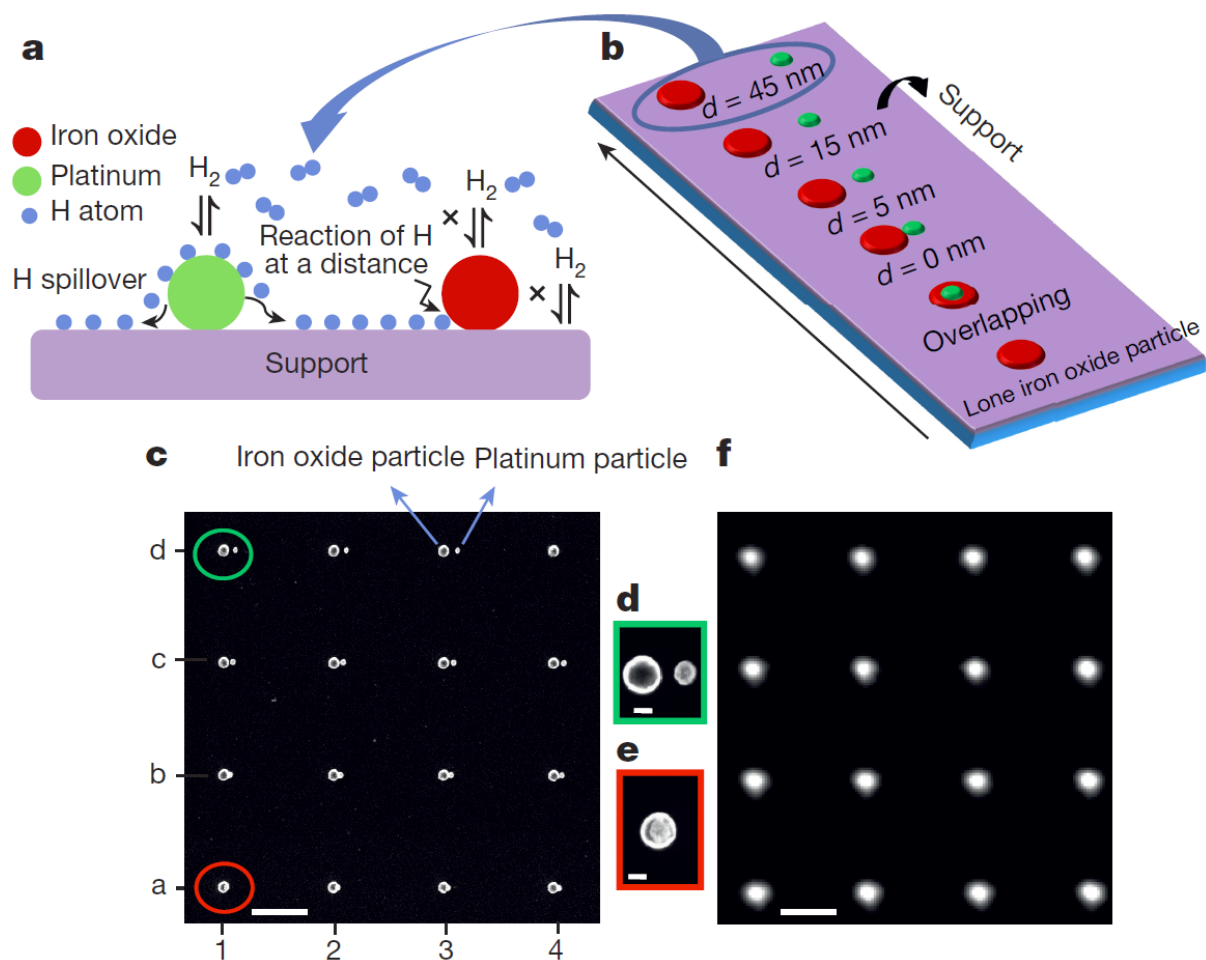 a
Iron oxide
Platinum
H atom
H₂
H₂
H₂
×
×
Reaction of H
at a distance
H spillover
Support
b
d = 45 nm
d = 15 nm
d = 5 nm
d = 0 nm
Overlapping
Lone iron oxide particle
Support
c
Iron oxide particle
Platinum particle
d
c
b
a
1 2 3 4
d
e
f